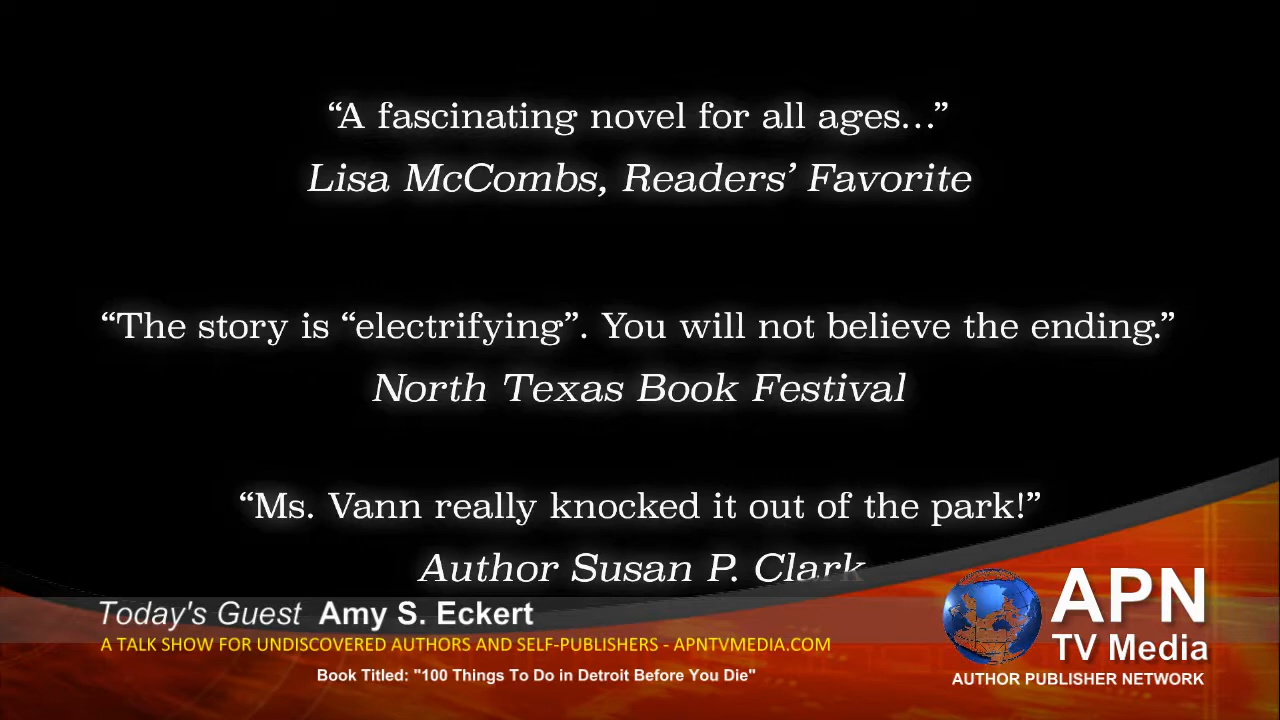 “A fascinating novel for all ages...”
Lisa McCombs, Readers’ Favorite
“The story is “electrifying”. You will not believe the ending.”
North Texas Book Festival
“Ms. Vann really knocked it out of the park!”
Author Susan P. Clark
Today's Guest Amy S. Eckert
A TALK SHOW FOR UNDISCOVERED AUTHORS AND SELF-PUBLISHERS - APNTVMEDIA.COM
Book Titled: "100 Things To Do in Detroit Before You Die"
APN
TV Media
AUTHOR PUBLISHER NETWORK